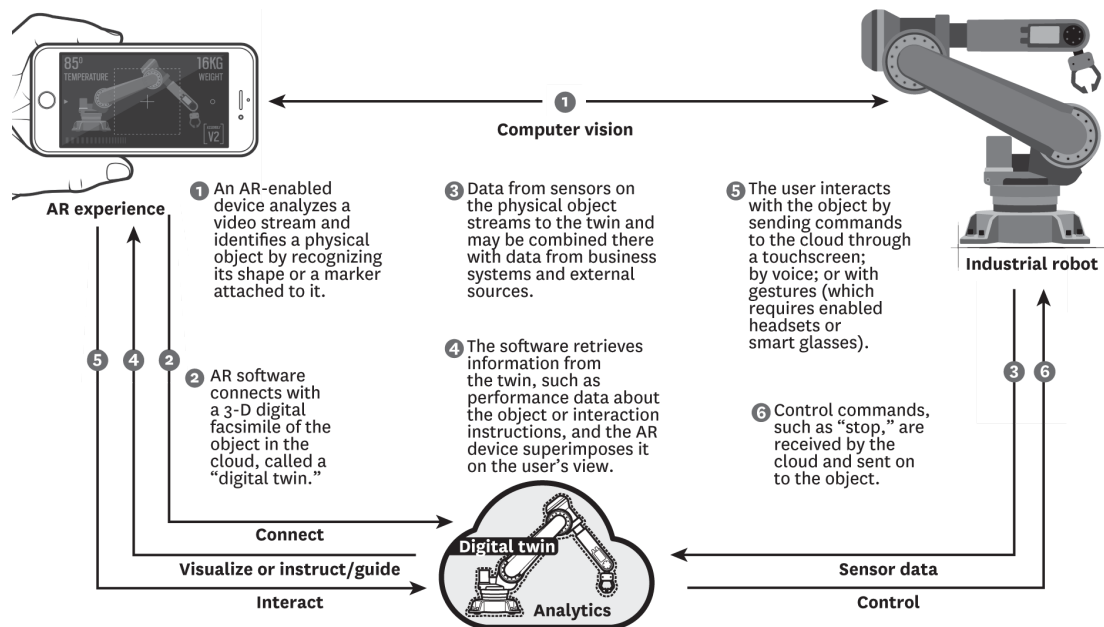 85°
TEMPERATURE
16KG
WEIGHT
V2
1
Computer vision
AR experience
Industrial robot
1 An AR-enabled
device analyzes a
video stream and
identifies a physical
object by recognizing
its shape or a marker
attached to it.
2 AR software
connects with
a 3-D digital
facsimile of the
object in the
cloud, called a
“digital twin.”
3 Data from sensors on
the physical object
streams to the twin and
may be combined there
with data from business
systems and external
sources.
4 The software retrieves
information from
the twin, such as
performance data about
the object or interaction
instructions, and the AR
device superimposes it
on the user’s view.
5 The user interacts
with the object by
sending commands
to the cloud through
a touchscreen;
by voice; or with
gestures (which
requires enabled
headsets or
smart glasses).
6 Control commands,
such as “stop,” are
received by the
cloud and sent on
to the object.
5 4 2
3 6
Connect
Visualize or instruct/guide
Interact
Digital twin
Analytics
Sensor data
Control